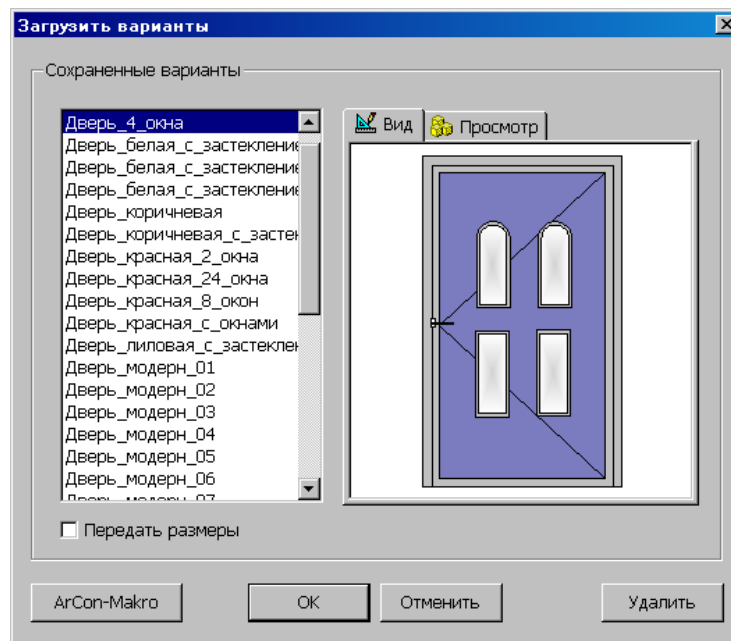 Загрузить варианты
Сохраненные варианты
Дверь_4_окна
Дверь_белая_с_застекление
Дверь_белая_с_застекление
Дверь_белая_с_застекление
Дверь_коричневая
Дверь_коричневая_с_застек
Дверь_красная_2_окна
Дверь_красная_24_окна
Дверь_красная_8_окон
Дверь_красная_с_окнами
Дверь_лиловая_с_застеклен
Дверь_модерн_01
Дверь_модерн_02
Дверь_модерн_03
Дверь_модерн_04
Дверь_модерн_05
Дверь_модерн_06
Дверь_модерн_07
Вид
Просмотр
Передать размеры
ArCon-Makro
OK
Отменить
Удалить